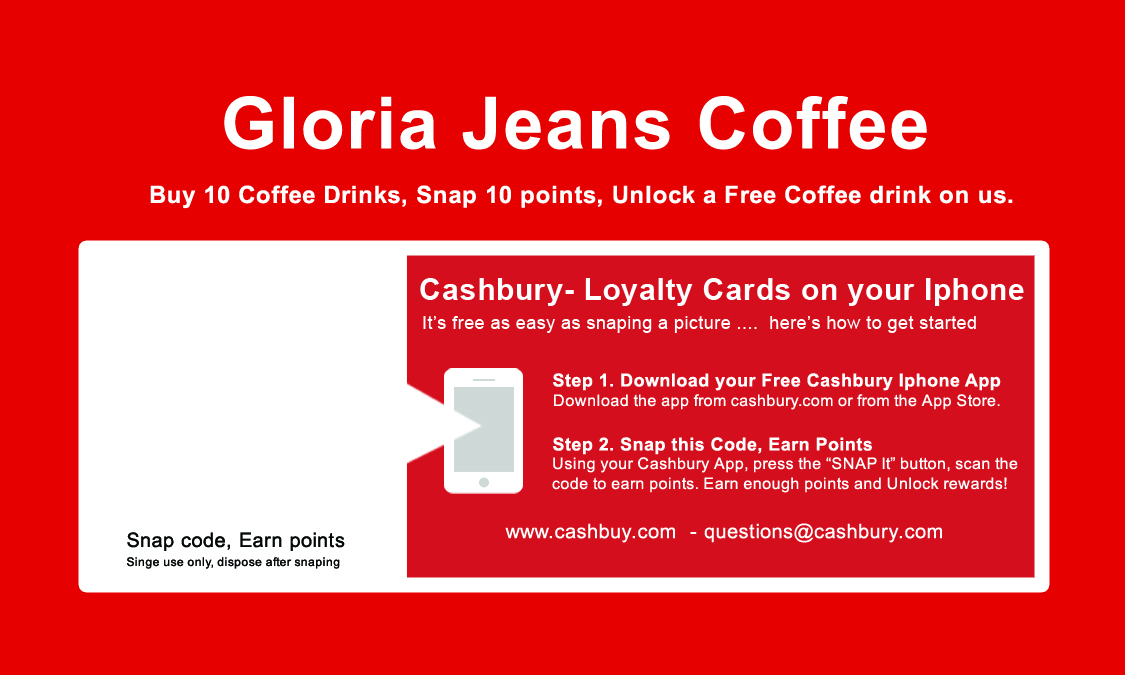 Gloria Jeans Coffee
Buy 10 Coffee Drinks, Snap 10 points, Unlock a Free Coffee drink on us.
Cashbury- Loyalty Cards on your Iphone
It’s free as easy as snaping a picture .... here’s how to get started
Step 1. Download your Free Cashbury Iphone App
Download the app from cashbury.com or from the App Store.
Step 2. Snap this Code, Earn Points
Using your Cashbury App, press the “SNAP It” button, scan the
code to earn points. Earn enough points and Unlock rewards!
www.cashbuy.com - questions@cashbury.com
Snap code, Earn points
Singe use only, dispose after snaping